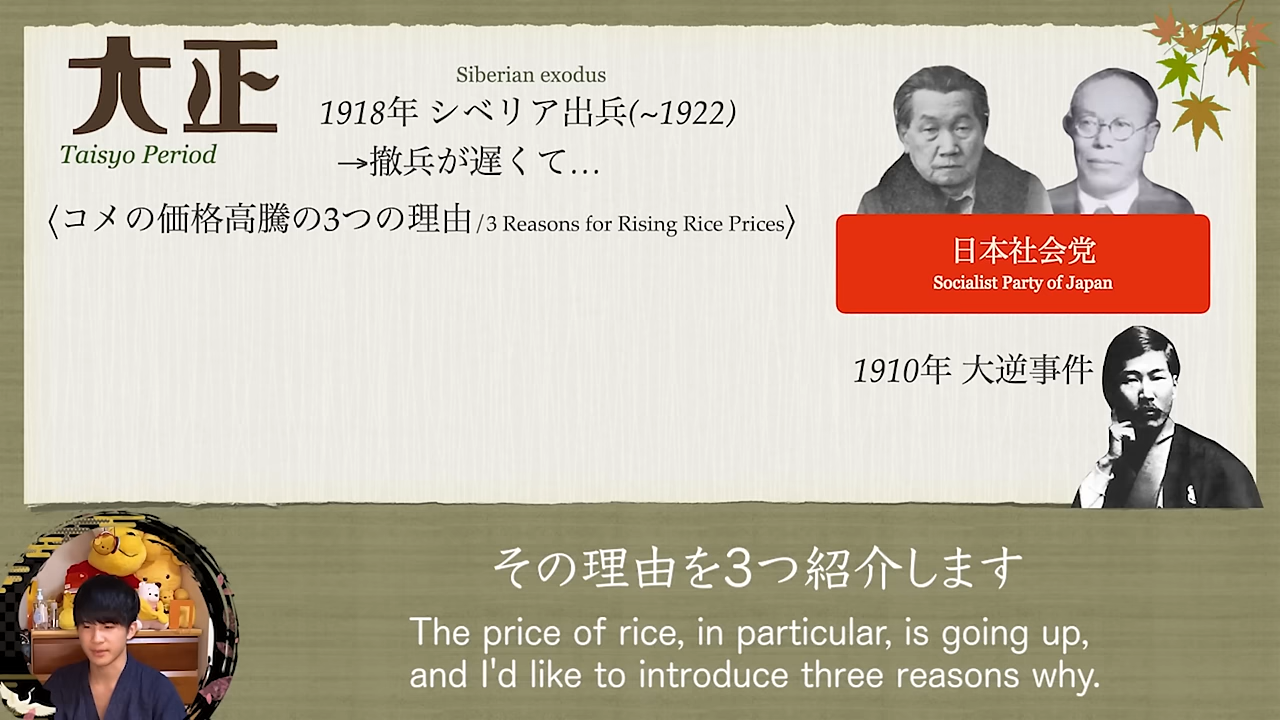 大正
Taisyo Period
Siberian exodus
1918年 シベリア出兵(~1922)
→撤兵が遅くて…
〈コメの価格高騰の3つの理由/3 Reasons for Rising Rice Prices〉
日本社会党
Socialist Party of Japan
1910年 大逆事件
その理由を3つ紹介します
The price of rice, in particular, is going up,
and I'd like to introduce three reasons why.